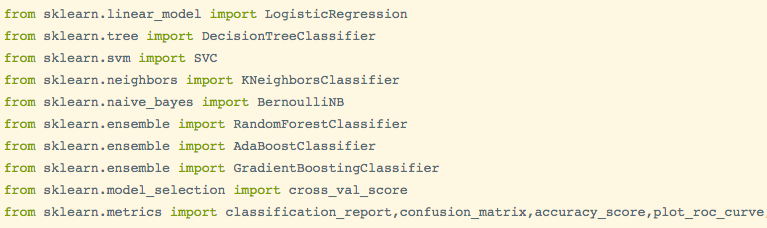 from sklearn.linear_model import LogisticRegression
from sklearn.tree import DecisionTreeClassifier
from sklearn.svm import SVC
from sklearn.neighbors import KNeighborsClassifier
from sklearn.naive_bayes import BernoulliNB
from sklearn.ensemble import RandomForestClassifier
from sklearn.ensemble import AdaBoostClassifier
from sklearn.ensemble import GradientBoostingClassifier
from sklearn.model_selection import cross_val_score
from sklearn.metrics import classification_report,confusion_matrix,accuracy_score,plot_roc_curve,